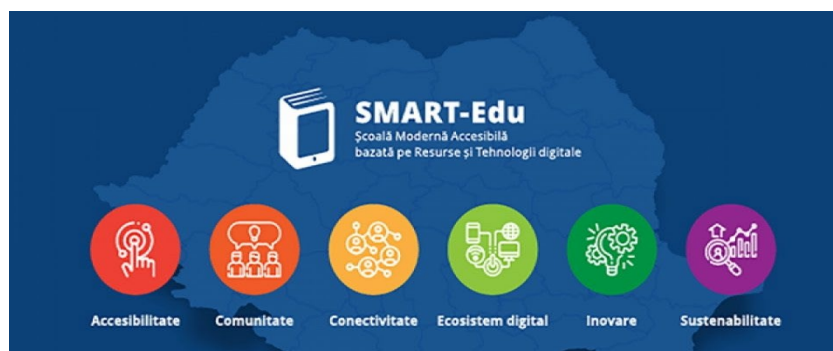 SMART-Edu
Școală Modernă Accesibilă
bazată pe Resurse și Tehnologii digitale
Accesibilitate
Comunitate
Conectivitate
Ecosistem digital
Inovare
Sustenabilitate